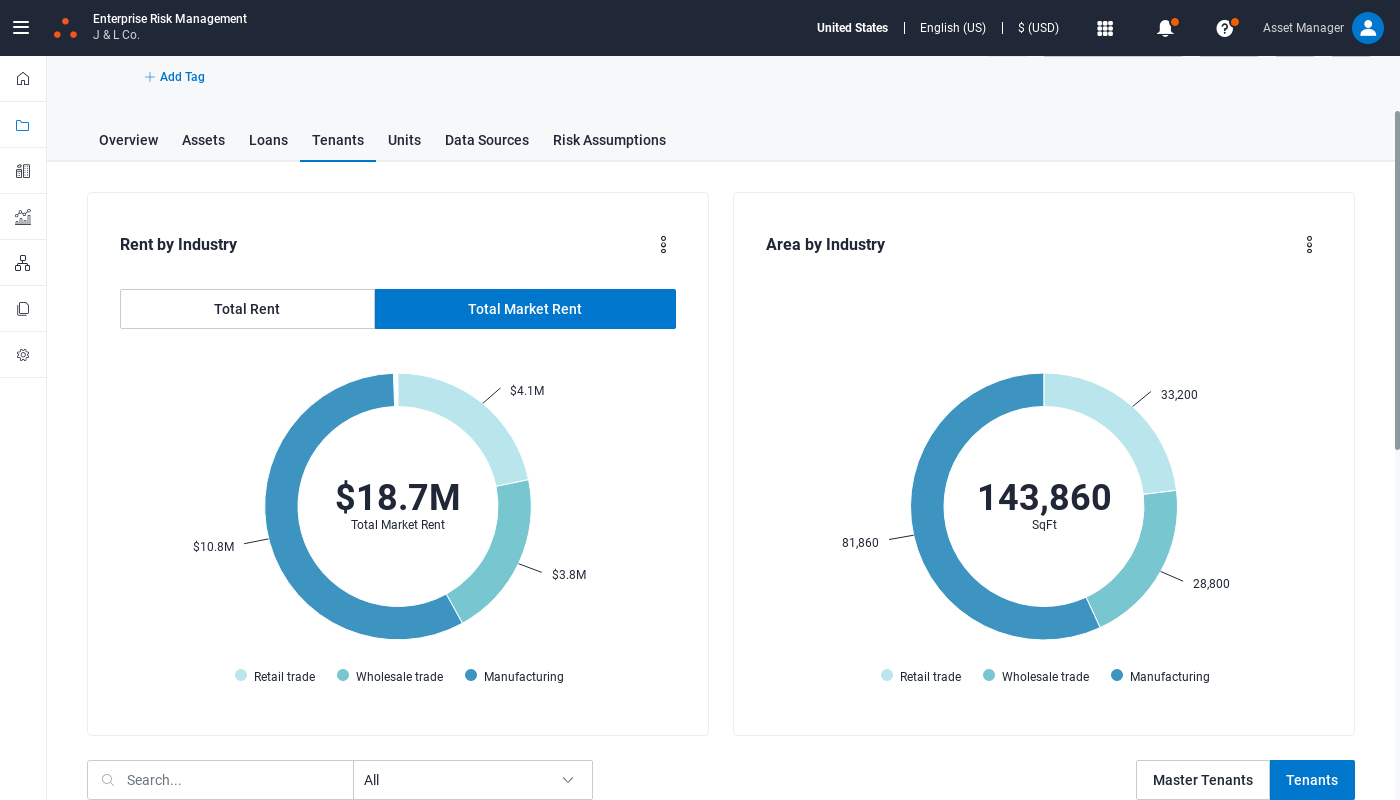 Enterprise Risk Management
J & L Co.
United States
English (US)
$ (USD)
Asset Manager
Add Tag
Overview
Assets
Loans
Tenants
Units
Data Sources
Risk Assumptions
Rent by Industry
Total Rent
Total Market Rent
$4.1M
$18.7M
Total Market Rent
$10.8M
$3.8M
Retail trade
Wholesale trade
Manufacturing
Area by Industry
33,200
143,860
SqFt
81,860
28,800
Retail trade
Wholesale trade
Manufacturing
Search...
All
Master Tenants
Tenants